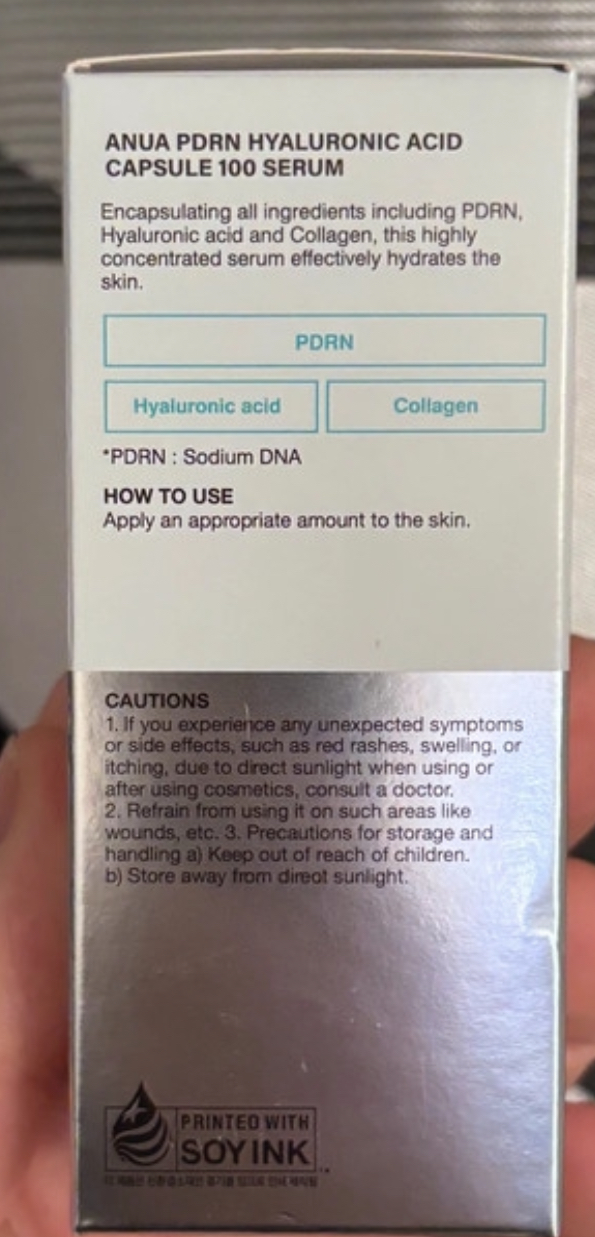 ANUA PDRN HYALURONIC ACID
CAPSULE 100 SERUM
Encapsulating all ingredients including PDRN,
Hyaluronic acid and Collagen, this highly
concentrated serum effectively hydrates the
skin.
PDRN
Hyaluronic acid
Collagen
*PDRN : Sodium DNA
HOW TO USE
Apply an appropriate amount to the skin.
CAUTIONS
1. If you experience any unexpected symptoms
or side effects, such as red rashes, swelling, or
itching, due to direct sunlight when using or
after using cosmetics, consult a doctor.
2. Refrain from using it on such areas like
wounds, etc. 3. Precautions for storage and
handling a) Keep out of reach of children.
b) Store away from direct sunlight.
PRINTED WITH
SOY INK
제품은